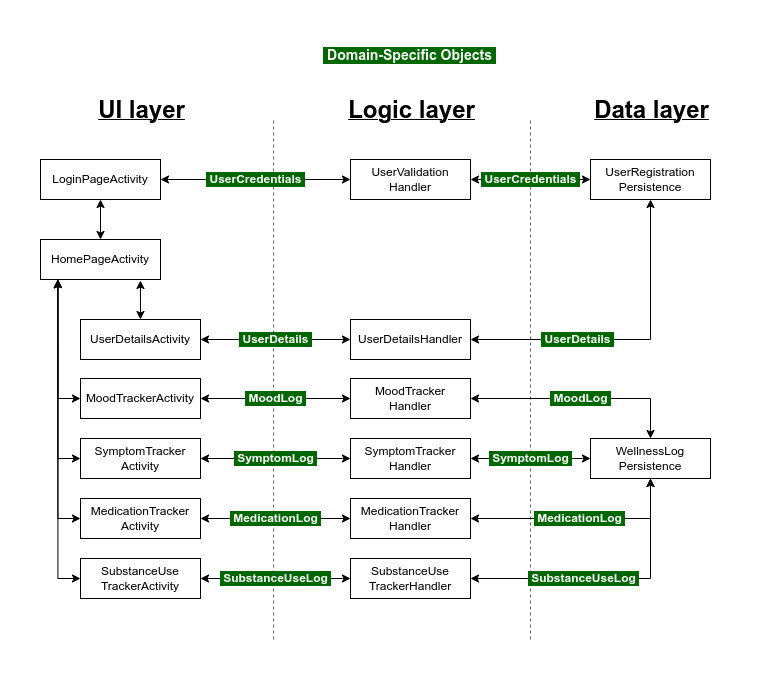 Domain-Specific Objects
UI layer
Logic layer
Data layer
LoginPageActivity
UserCredentials
UserValidation
Handler
UserCredentials
UserRegistration
Persistence
HomePageActivity
UserDetailsActivity
UserDetails
UserDetailsHandler
UserDetails
MoodTrackerActivity
MoodLog
MoodTracker
Handler
MoodLog
SymptomTracker
Activity
SymptomLog
SymptomTracker
Handler
SymptomLog
WellnessLog
Persistence
MedicationTracker
Activity
MedicationLog
MedicationTracker
Handler
MedicationLog
SubstanceUse
TrackerActivity
SubstanceUseLog
SubstanceUse
TrackerHandler
SubstanceUseLog